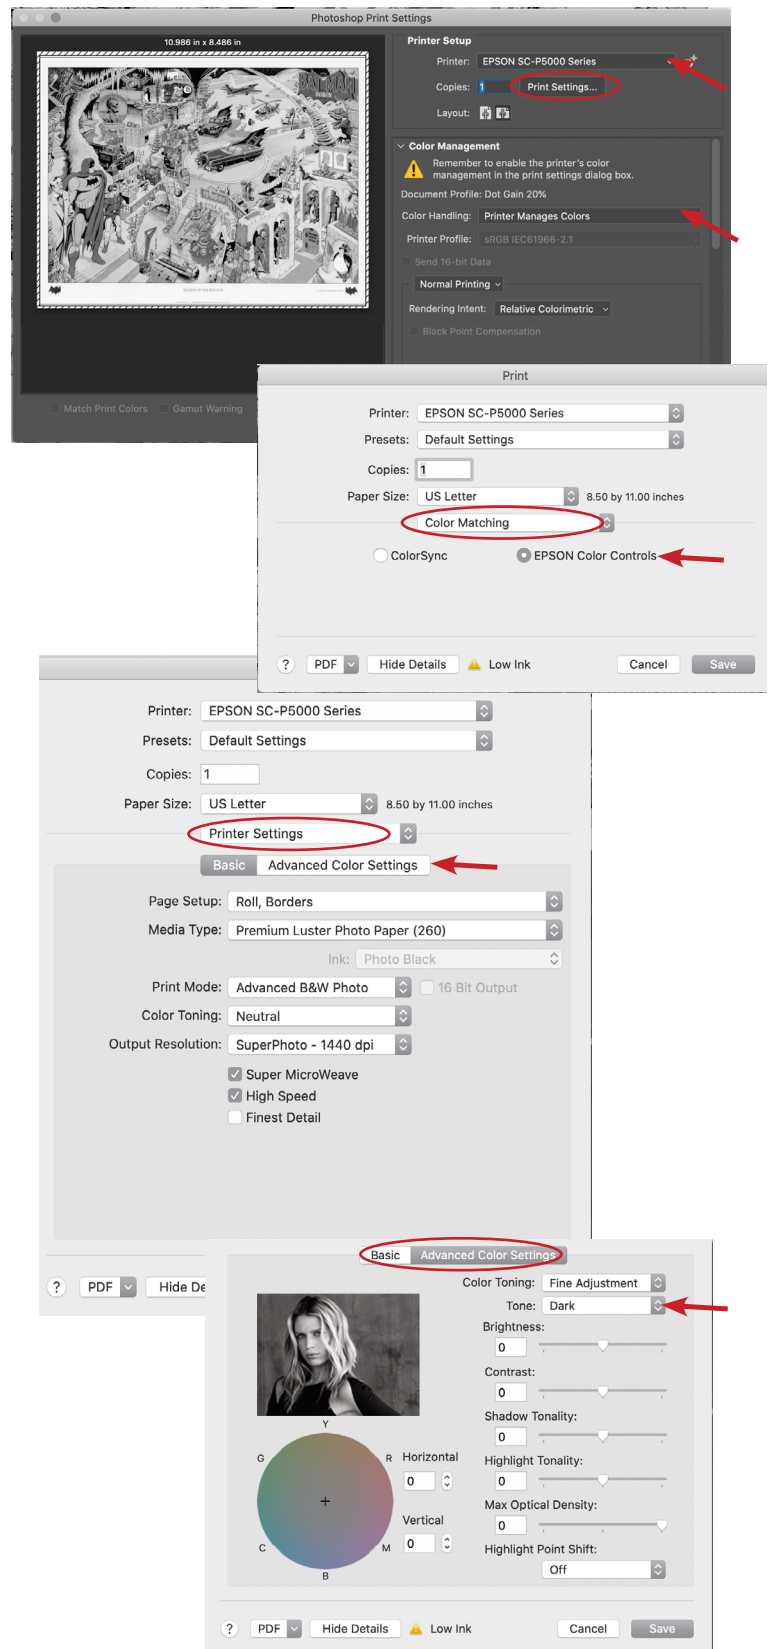 Photoshop Print Settings
10.986 in x 8.486 in
BATMAN
Printer Setup
Printer: EPSON SC-P5000 Series
Copies: 1 Print Settings...
Layout:
Color Management
Remember to enable the printer's color
management in the print settings dialog box.
Document Profile: Dot Gain 20%
Color Handling: Printer Manages Colors
Printer Profile: sRGB IEC61966-2.1
Send 16-bit Data
Normal Printing
Rendering Intent: Relative Colorimetric
Black Point Compensation
Match Print Colors Gamut Warning
Print
Printer: EPSON SC-P5000 Series
Presets: Default Settings
Copies: 1
Paper Size: US Letter 8.50 by 11.00 inches
Color Matching
ColorSync EPSON Color Controls
? PDF Hide Details Low Ink Cancel Save
Printer: EPSON SC-P5000 Series
Presets: Default Settings
Copies: 1
Paper Size: US Letter 8.50 by 11.00 inches
Printer Settings
Basic Advanced Color Settings
Page Setup: Roll, Borders
Media Type: Premium Luster Photo Paper (260)
Ink: Photo Black
Print Mode: Advanced B&W Photo 16 Bit Output
Color Toning: Neutral
Output Resolution: SuperPhoto - 1440 dpi
Super MicroWeave
High Speed
Finest Detail
? PDF Hide De
Basic Advanced Color Settings
Color Toning: Fine Adjustment
Tone: Dark
Brightness:
0
Contrast:
0
Shadow Tonality:
0
Highlight Tonality:
0
Max Optical Density:
0
Highlight Point Shift:
Off
Y
G R
C M
B
Horizontal
0
Vertical
0
? PDF Hide Details Low Ink Cancel Save